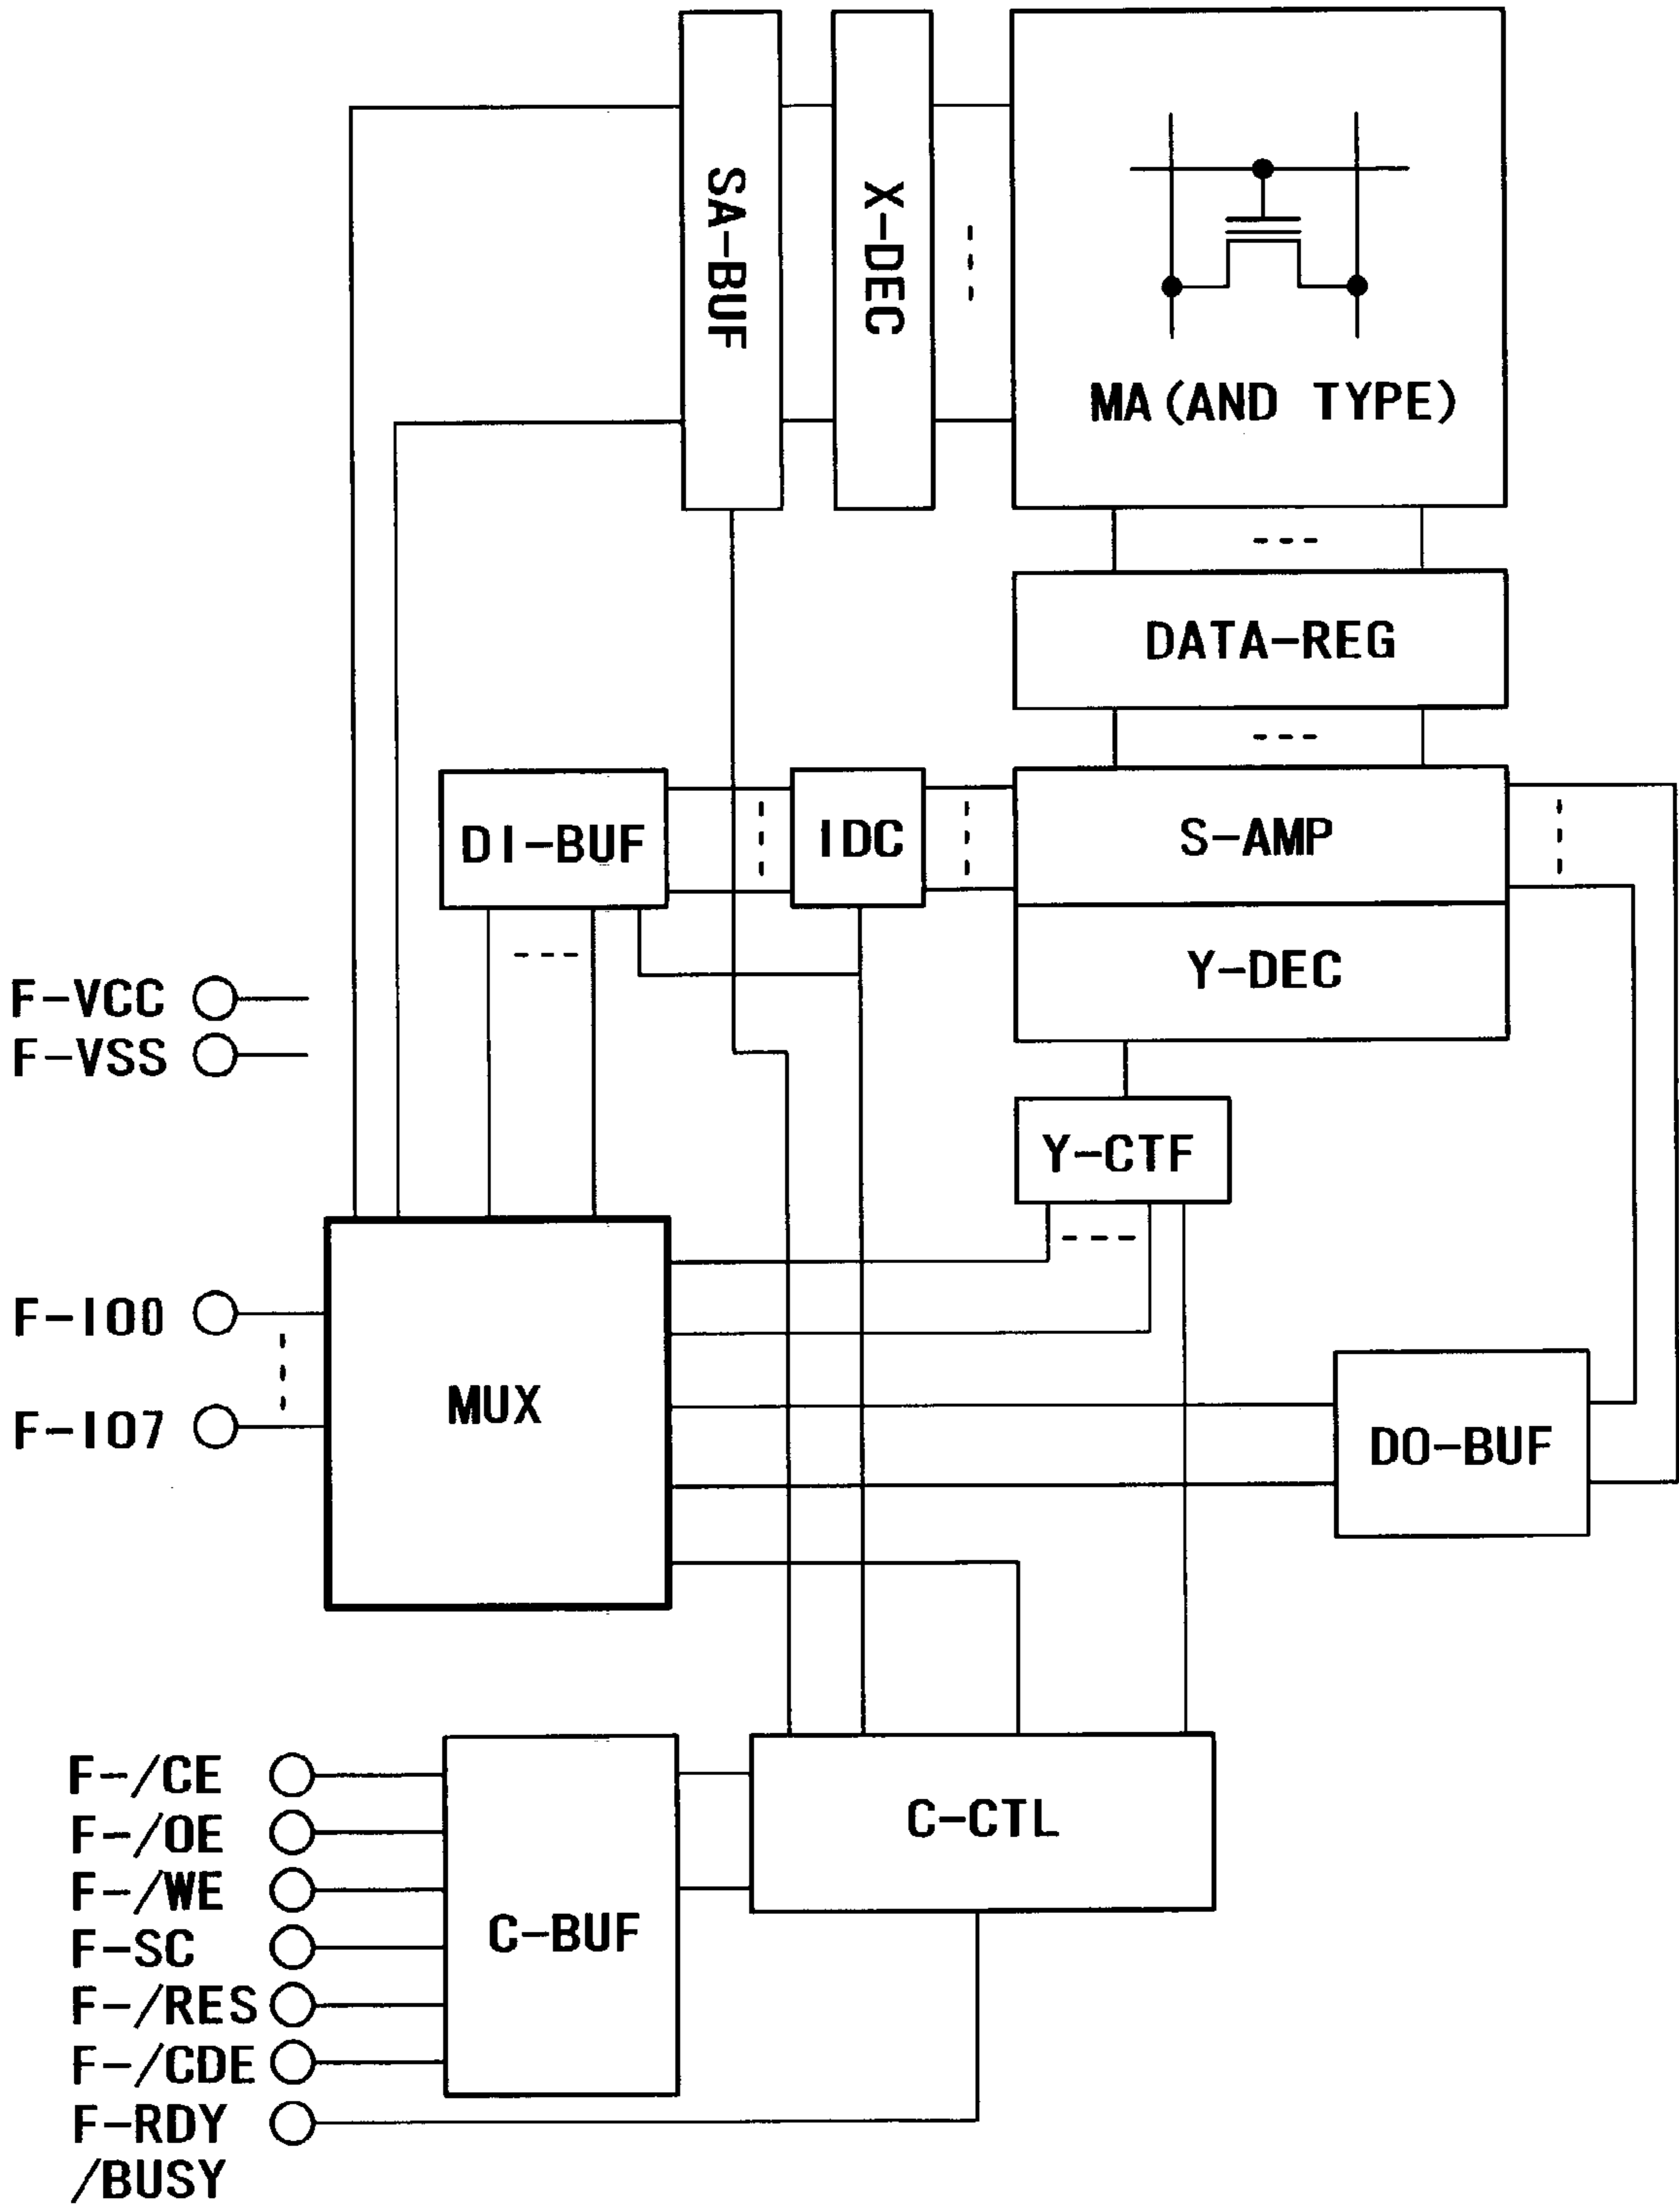 SA-BUF
X-DEC
MA(AND TYPE)
DATA-REG
DI-BUF
IDC
S-AMP
Y-DEC
F-VCC
F-VSS
Y-CTF
F-IO0
F-IO7
MUX
DO-BUF
F-/CE
F-/OE
F-/WE
F-SC
F-/RES
F-/CDE
F-RDY
/BUSY
C-BUF
C-CTL